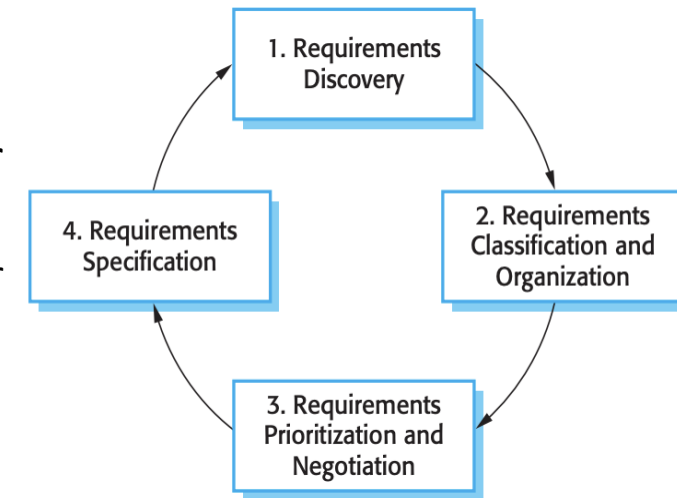 1. Requirements
Discovery
2. Requirements
Classification and
Organization
3. Requirements
Prioritization and
Negotiation
4. Requirements
Specification